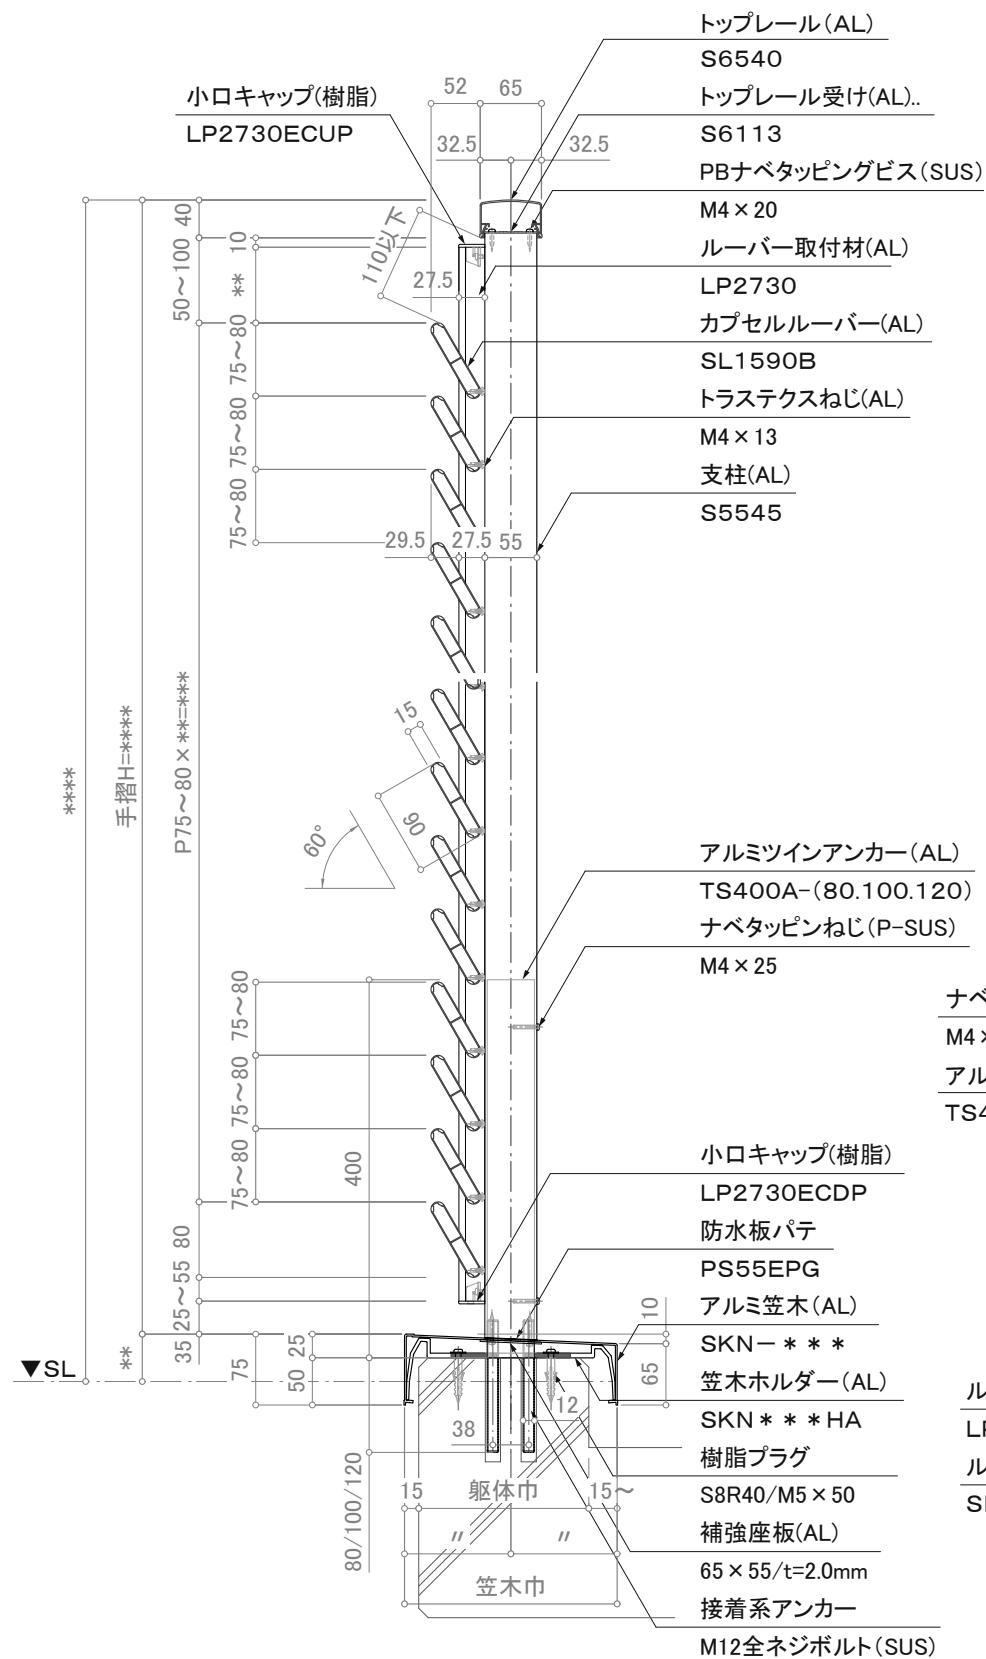 トップレール(AL)
S6540
小口キャップ(樹脂)
LP2730ECUP
52
65
トップレール受け(AL)..
S6113
32.5
32.5
PBナベタッピングビス(SUS)
M4×20
ルーバー取付材(AL)
LP2730
カプセルルーバー(AL)
SL1590B
トラステクスねじ(AL)
M4×13
支柱(AL)
S5545
40
10
110以下
50～100
**
27.5
75～80
75～80
75～80
29.5
27.5
55
15
90
60°
****
手摺H=****
P75～80×**=****
アルミツインアンカー(AL)
TS400A-(80.100.120)
ナベタッピンねじ(P-SUS)
M4×25
ナベ
M4×
アル
TS4
75～80
75～80
75～80
400
小口キャップ(樹脂)
LP2730ECDP
防水板パテ
PS55EPG
アルミ笠木(AL)
SKN－＊＊＊
笠木ホルダー(AL)
SKN＊＊＊HA
樹脂プラグ
S8R40/M5×50
補強座板(AL)
65×55/t=2.0mm
接着系アンカー
M12全ネジボルト(SUS)
80
25～55
35
**
75
25
50
10
65
▼SL
12
38
80/100/120
15
躯体巾
15～
〃
〃
笠木巾
ル
LP
ル
SL